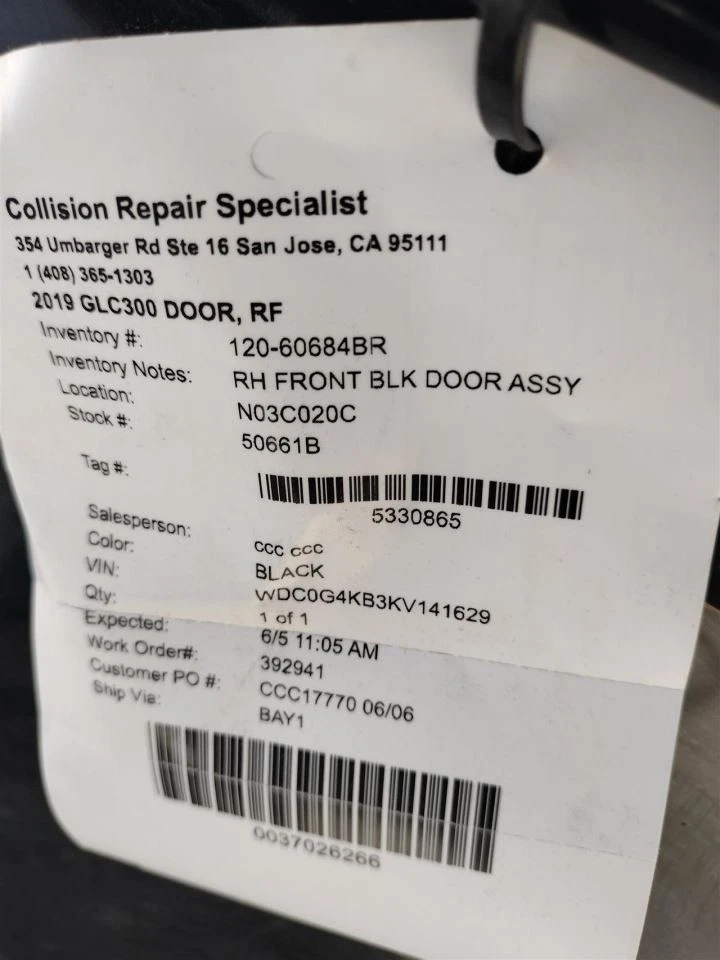 Collision Repair Specialist
354 Umbarger Rd Ste 16 San Jose, CA 95111
1 (408) 365-1303
2019 GLC300 DOOR, RF
Inventory #: 120-60684BR
Inventory Notes: RH FRONT BLK DOOR ASSY
Location: N03C020C
Stock #: 50661B
Tag #:
5330865
Salesperson: ccc ccc
Color: BLACK
VIN: WDC0G4KB3KV141629
Qty: 1 of 1
Expected: 6/5 11:05 AM
Work Order#: 392941
Customer PO #: CCC17770 06/06
Ship Via: BAY1
0037026266